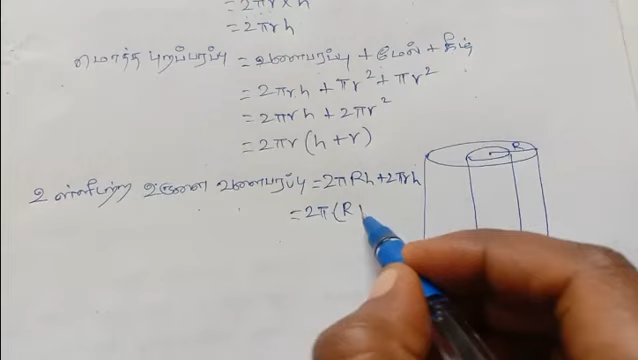 = 2πr × h
= 2πrh
மொத்த புறப்பரப்பு = வளைபரப்பு + மேல் + கீழ்
= 2πrh + πr² + πr²
= 2πrh + 2πr²
= 2πr (h + r)
உள்ளீடற்ற உருளை வளைபரப்பு = 2πRh + 2πrh
= 2π(R
R